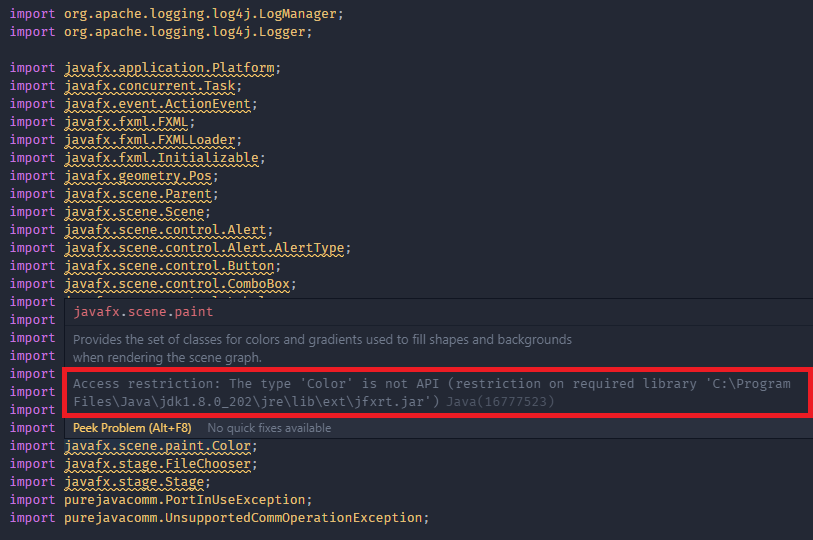 import org.apache.logging.log4j.LogManager;
import org.apache.logging.log4j.Logger;
import javafx.application.Platform;
import javafx.concurrent.Task;
import javafx.event.ActionEvent;
import javafx.fxml.FXML;
import javafx.fxml.FXMLLoader;
import javafx.fxml.Initializable;
import javafx.geometry.Pos;
import javafx.scene.Parent;
import javafx.scene.Scene;
import javafx.scene.control.Alert;
import javafx.scene.control.Alert.AlertType;
import javafx.scene.control.Button;
import javafx.scene.control.ComboBox;
import
import javafx.scene.paint
import
import Provides the set of classes for colors and gradients used to fill shapes and backgrounds
import when rendering the scene graph.
import Access restriction: The type 'Color' is not API (restriction on required library 'C:\Program
import Files\Java\jdk1.8.0_202\jre\lib\ext\jfxrt.jar') Java(16777523)
import Peek Problem (Alt+F8) No quick fixes available
import javafx.scene.paint.Color;
import javafx.stage.FileChooser;
import javafx.stage.Stage;
import purejavacomm.PortInUseException;
import purejavacomm.UnsupportedCommOperationException;